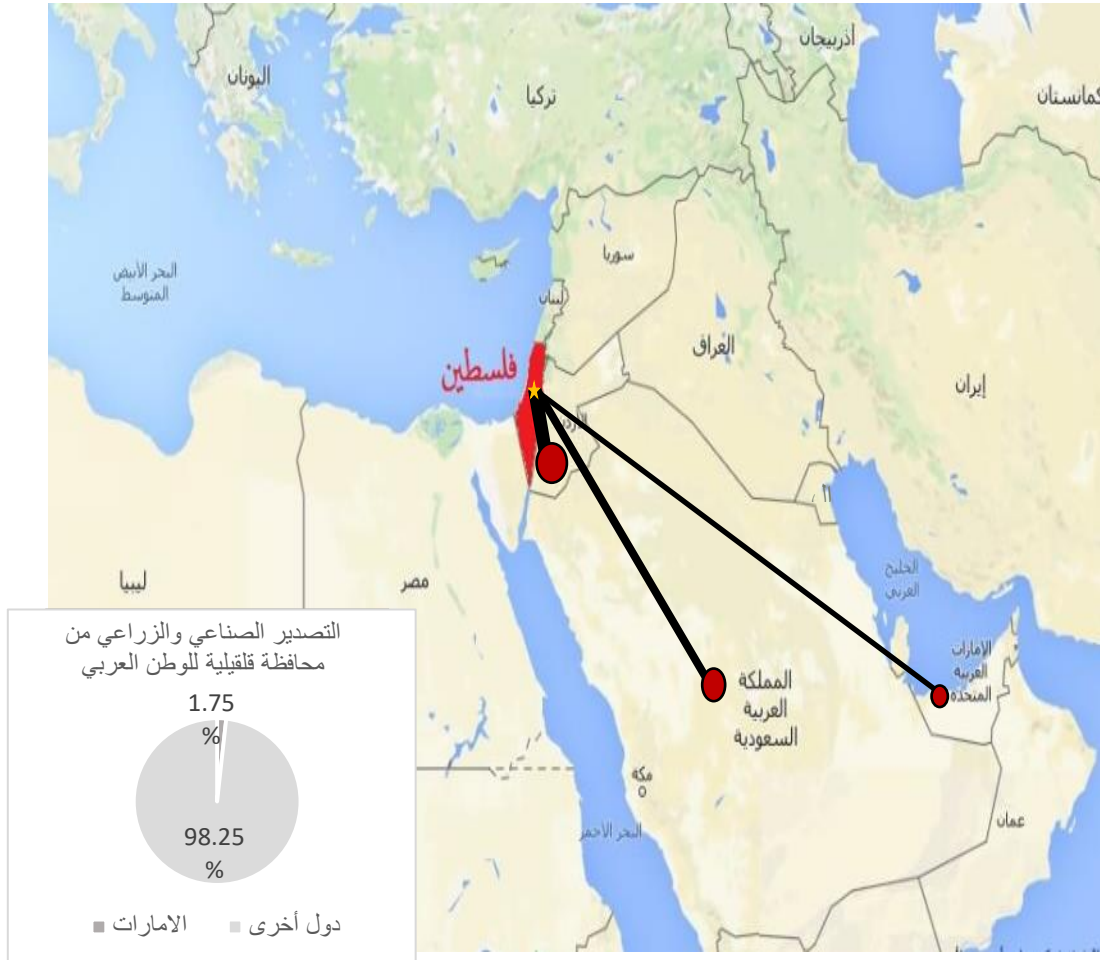 أذربيجان
اليونان
تركيا
البحر الأبيض
المتوسط
سوريا
لبنان
العراق
إيران
فلسطين
الأردن
ليبيا
مصر
الخليج
العربي
الإمارات
العربية
المتحدة
المملكة
العربية
السعودية
مكة
البحر الأحمر
عمان
التصدير الصناعي والزراعي من
محافظة قلقيلية للوطن العربي
1.75
%
98.25
%
الامارات دول أخرى